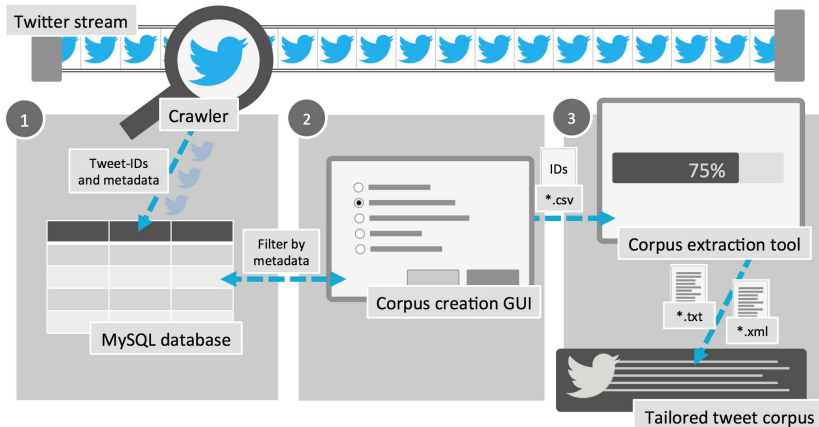 Twitter stream
1
Crawler
Tweet-IDs
and metadata
MySQL database
2
Filter by
metadata
Corpus creation GUI
IDs
*.csv
3
75%
Corpus extraction tool
*.txt
*.xml
Tailored tweet corpus